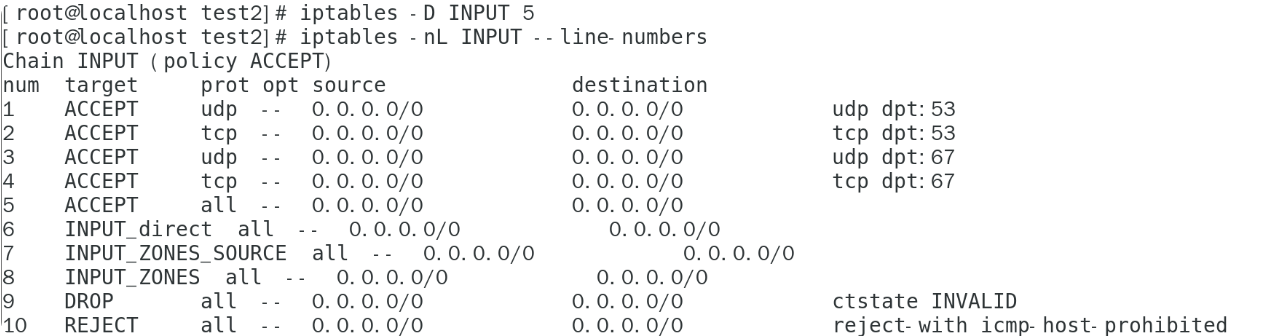 [root@localhost test2]# iptables -D INPUT 5
[root@localhost test2]# iptables -nL INPUT --line-numbers
Chain INPUT (policy ACCEPT)
num  target     prot opt source               destination
1    ACCEPT     udp  --  0.0.0.0/0            0.0.0.0/0            udp dpt:53
2    ACCEPT     tcp  --  0.0.0.0/0            0.0.0.0/0            tcp dpt:53
3    ACCEPT     udp  --  0.0.0.0/0            0.0.0.0/0            udp dpt:67
4    ACCEPT     tcp  --  0.0.0.0/0            0.0.0.0/0            tcp dpt:67
5    ACCEPT     all  --  0.0.0.0/0            0.0.0.0/0
6    INPUT_direct  all  --  0.0.0.0/0            0.0.0.0/0
7    INPUT_ZONES_SOURCE  all  --  0.0.0.0/0            0.0.0.0/0
8    INPUT_ZONES  all  --  0.0.0.0/0            0.0.0.0/0
9    DROP       all  --  0.0.0.0/0            0.0.0.0/0            ctstate INVALID
10   REJECT     all  --  0.0.0.0/0            0.0.0.0/0            reject-with icmp-host-prohibited